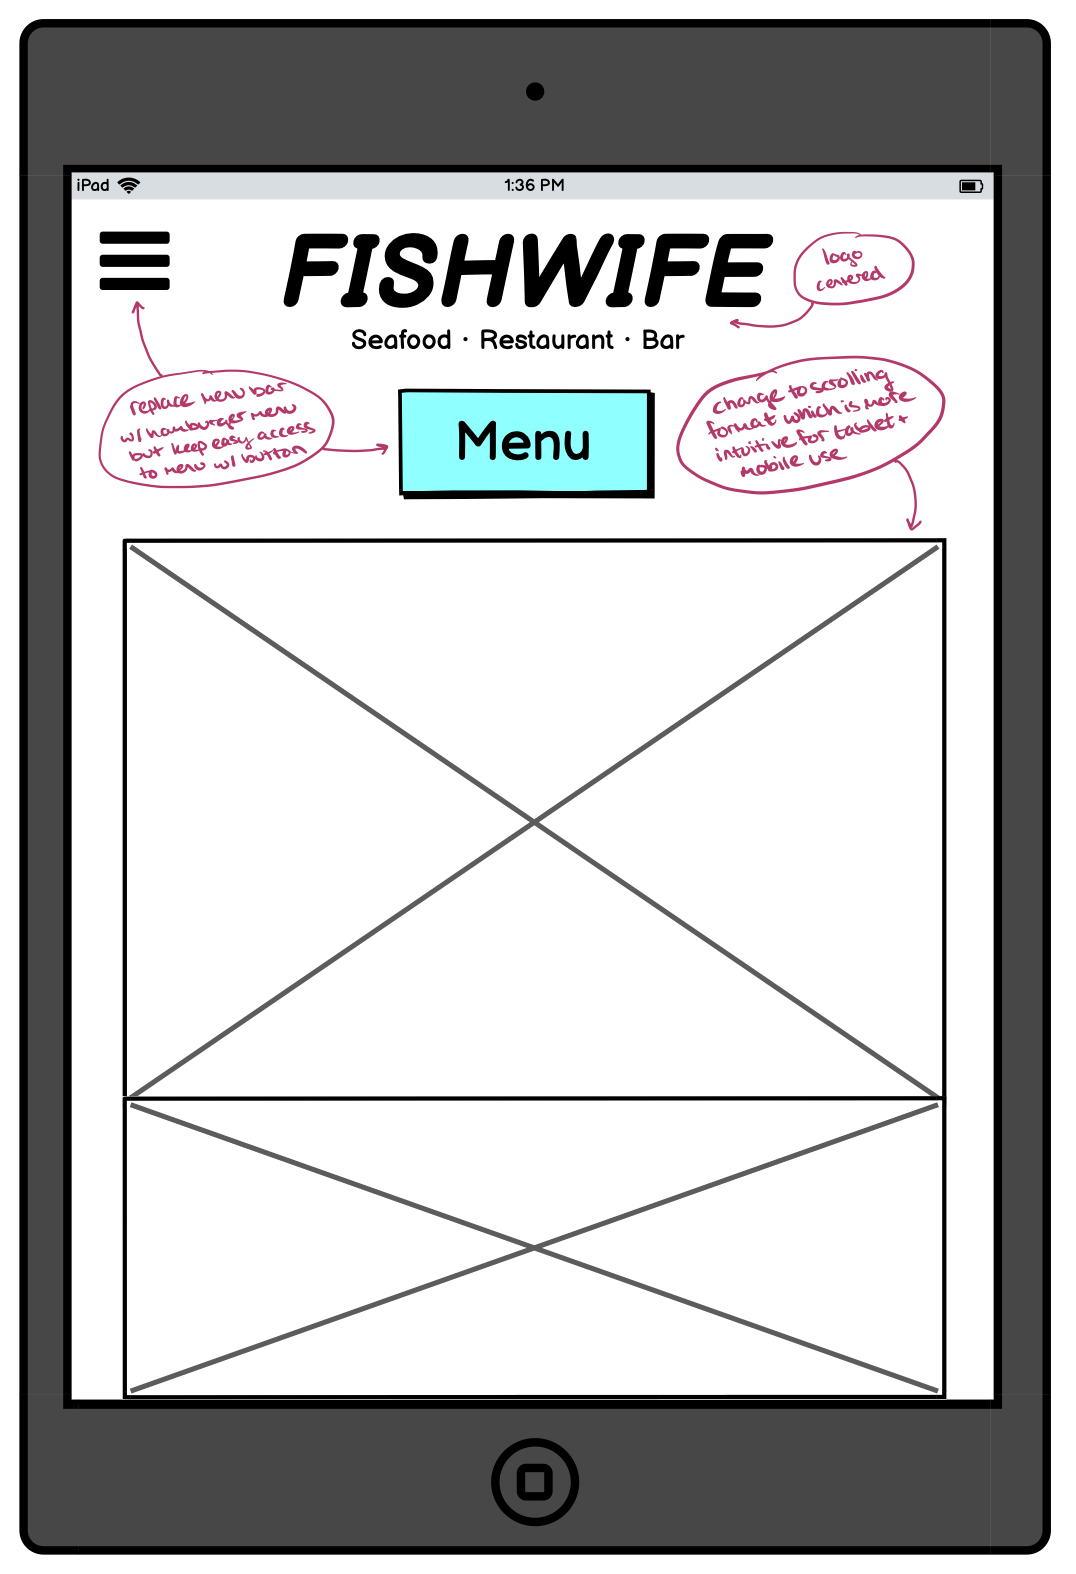 iPad
1:36 PM
FISHWIFE
Seafood · Restaurant · Bar
logo
centered
replace menu bar
w/ hamburger menu
but keep easy access
to menu w/ button
Menu
change to scrolling
format which is more
intuitive for tablet +
mobile use